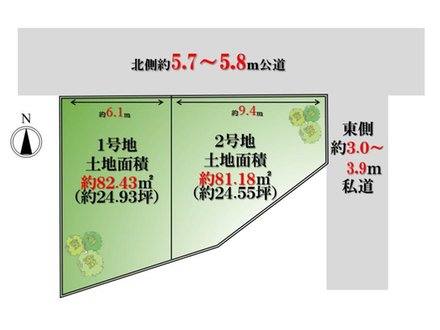 北側約5.7～5.8m公道
約6.1m
約9.4m
N
1号地
土地面積
約82.43㎡
(約24.93坪)
2号地
土地面積
約81.18㎡
(約24.55坪)
東側
約3.0～
3.9m
私道